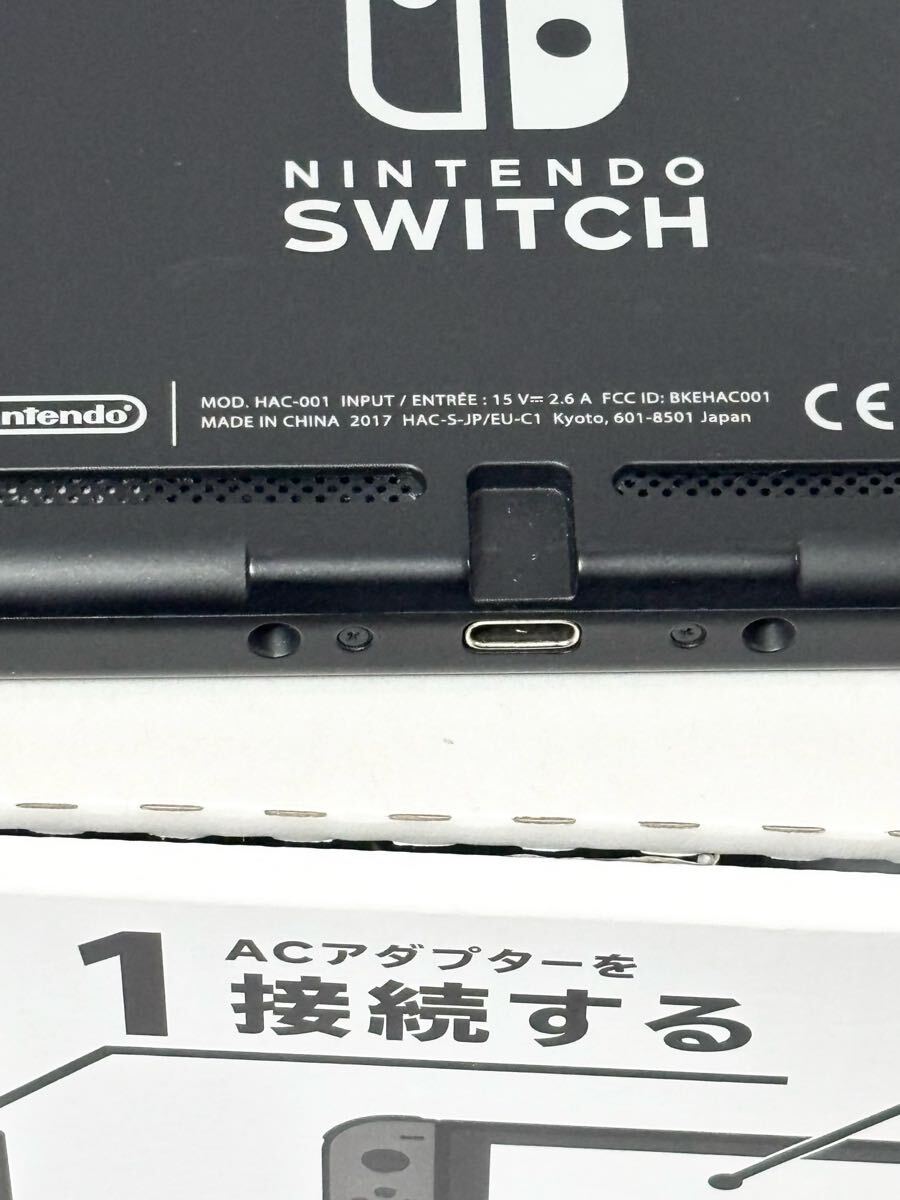 NINTENDO
SWITCH
Nintendo
MOD. HAC-001 INPUT / ENTRÉE : 15 V⎓ 2.6 A FCC ID: BKEHAC001
MADE IN CHINA 2017 HAC-S-JP/EU-C1 Kyoto, 601-8501 Japan
CE
1 ACアダプターを
接続する